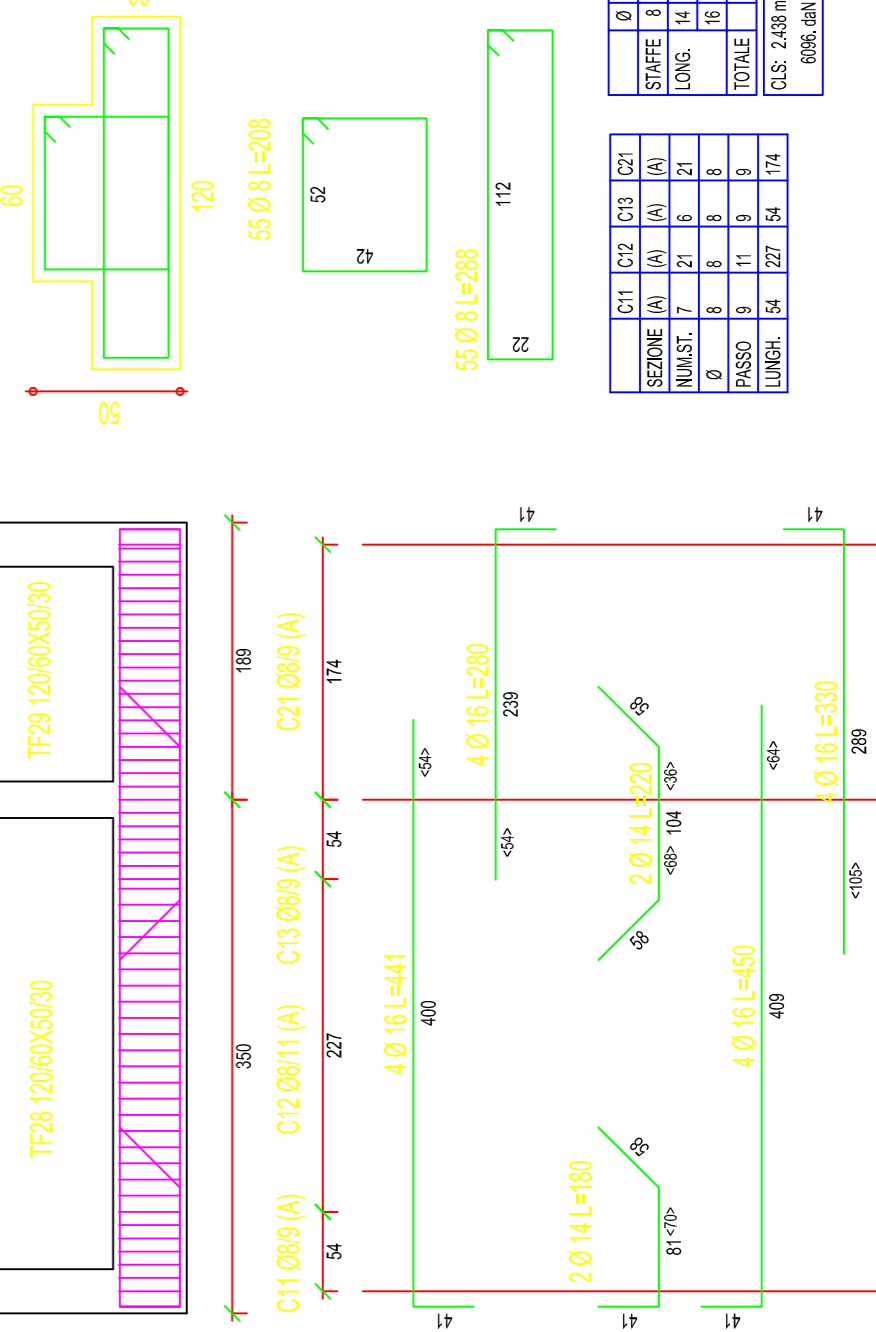 TF28 120/60X50/30
TF29 120/60X50/30
350
189
C11 Ø8/9 (A)
C12 Ø8/11 (A)
C13 Ø8/9 (A)
C21 Ø8/9 (A)
54
227
54
174
4 Ø 16 L=441
400
<54>
41
4 Ø 16 L=280
<54>
239
41
2 Ø 14 L=180
81 <70>
58
41
2 Ø 14 L=220
58
<68> 104
<36>
58
4 Ø 16 L=450
409
<64>
41
4 Ø 16 L=330
<105>
289
41
60
120
50
55 Ø 8 L=208
52
42
55 Ø 8 L=288
112
22
C11 C12 C13 C21
SEZIONE (A) (A) (A) (A)
NUM.ST. 7 21 6 21
Ø 8 8 8 8
PASSO 9 11 9 9
LUNGH. 54 227 54 174
Ø
STAFFE 8
LONG. 14
16
TOTALE
CLS: 2.438 m
6096. daN